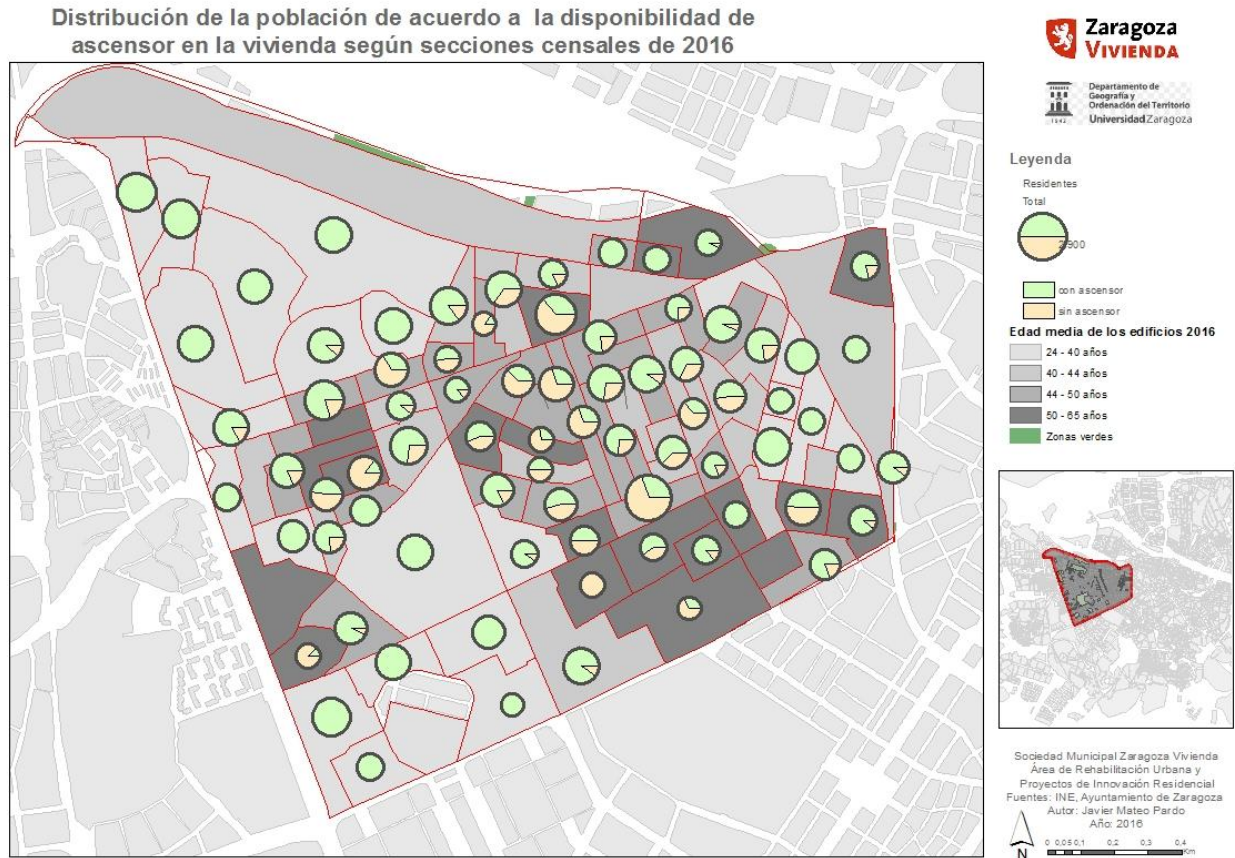 Distribución de la población de acuerdo a la disponibilidad de
ascensor en la vivienda según secciones censales de 2016
Zaragoza
VIVIENDA
Departamento de
Geografía y
Ordenación del Territorio
Universidad Zaragoza
1542
Leyenda
Residentes
Total
2.900
con ascensor
sin ascensor
Edad media de los edificios 2016
24 - 40 años
40 - 44 años
44 - 50 años
50 - 65 años
Zonas verdes
Sociedad Municipal Zaragoza Vivienda
Área de Rehabilitación Urbana y
Proyectos de Innovación Residencial
Fuentes: INE, Ayuntamiento de Zaragoza
Autor: Javier Mateo Pardo
Año: 2016
N
0 0,05 0,1 0,2 0,3 0,4
Km